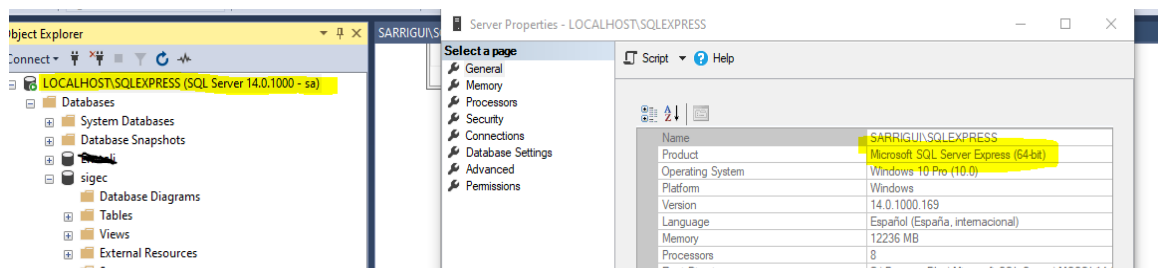 Object Explorer
Connect
LOCALHOST\SQLEXPRESS (SQL Server 14.0.1000 - sa)
Databases
System Databases
Database Snapshots
sigec
Database Diagrams
Tables
Views
External Resources
SARRIGUI\S
Server Properties - LOCALHOST\SQLEXPRESS
Select a page
General
Memory
Processors
Security
Connections
Database Settings
Advanced
Permissions
Script
Help
Name SARRIGUI\SQLEXPRESS
Product Microsoft SQL Server Express (64-bit)
Operating System Windows 10 Pro (10.0)
Platform Windows
Version 14.0.1000.169
Language Español (España, internacional)
Memory 12236 MB
Processors 8